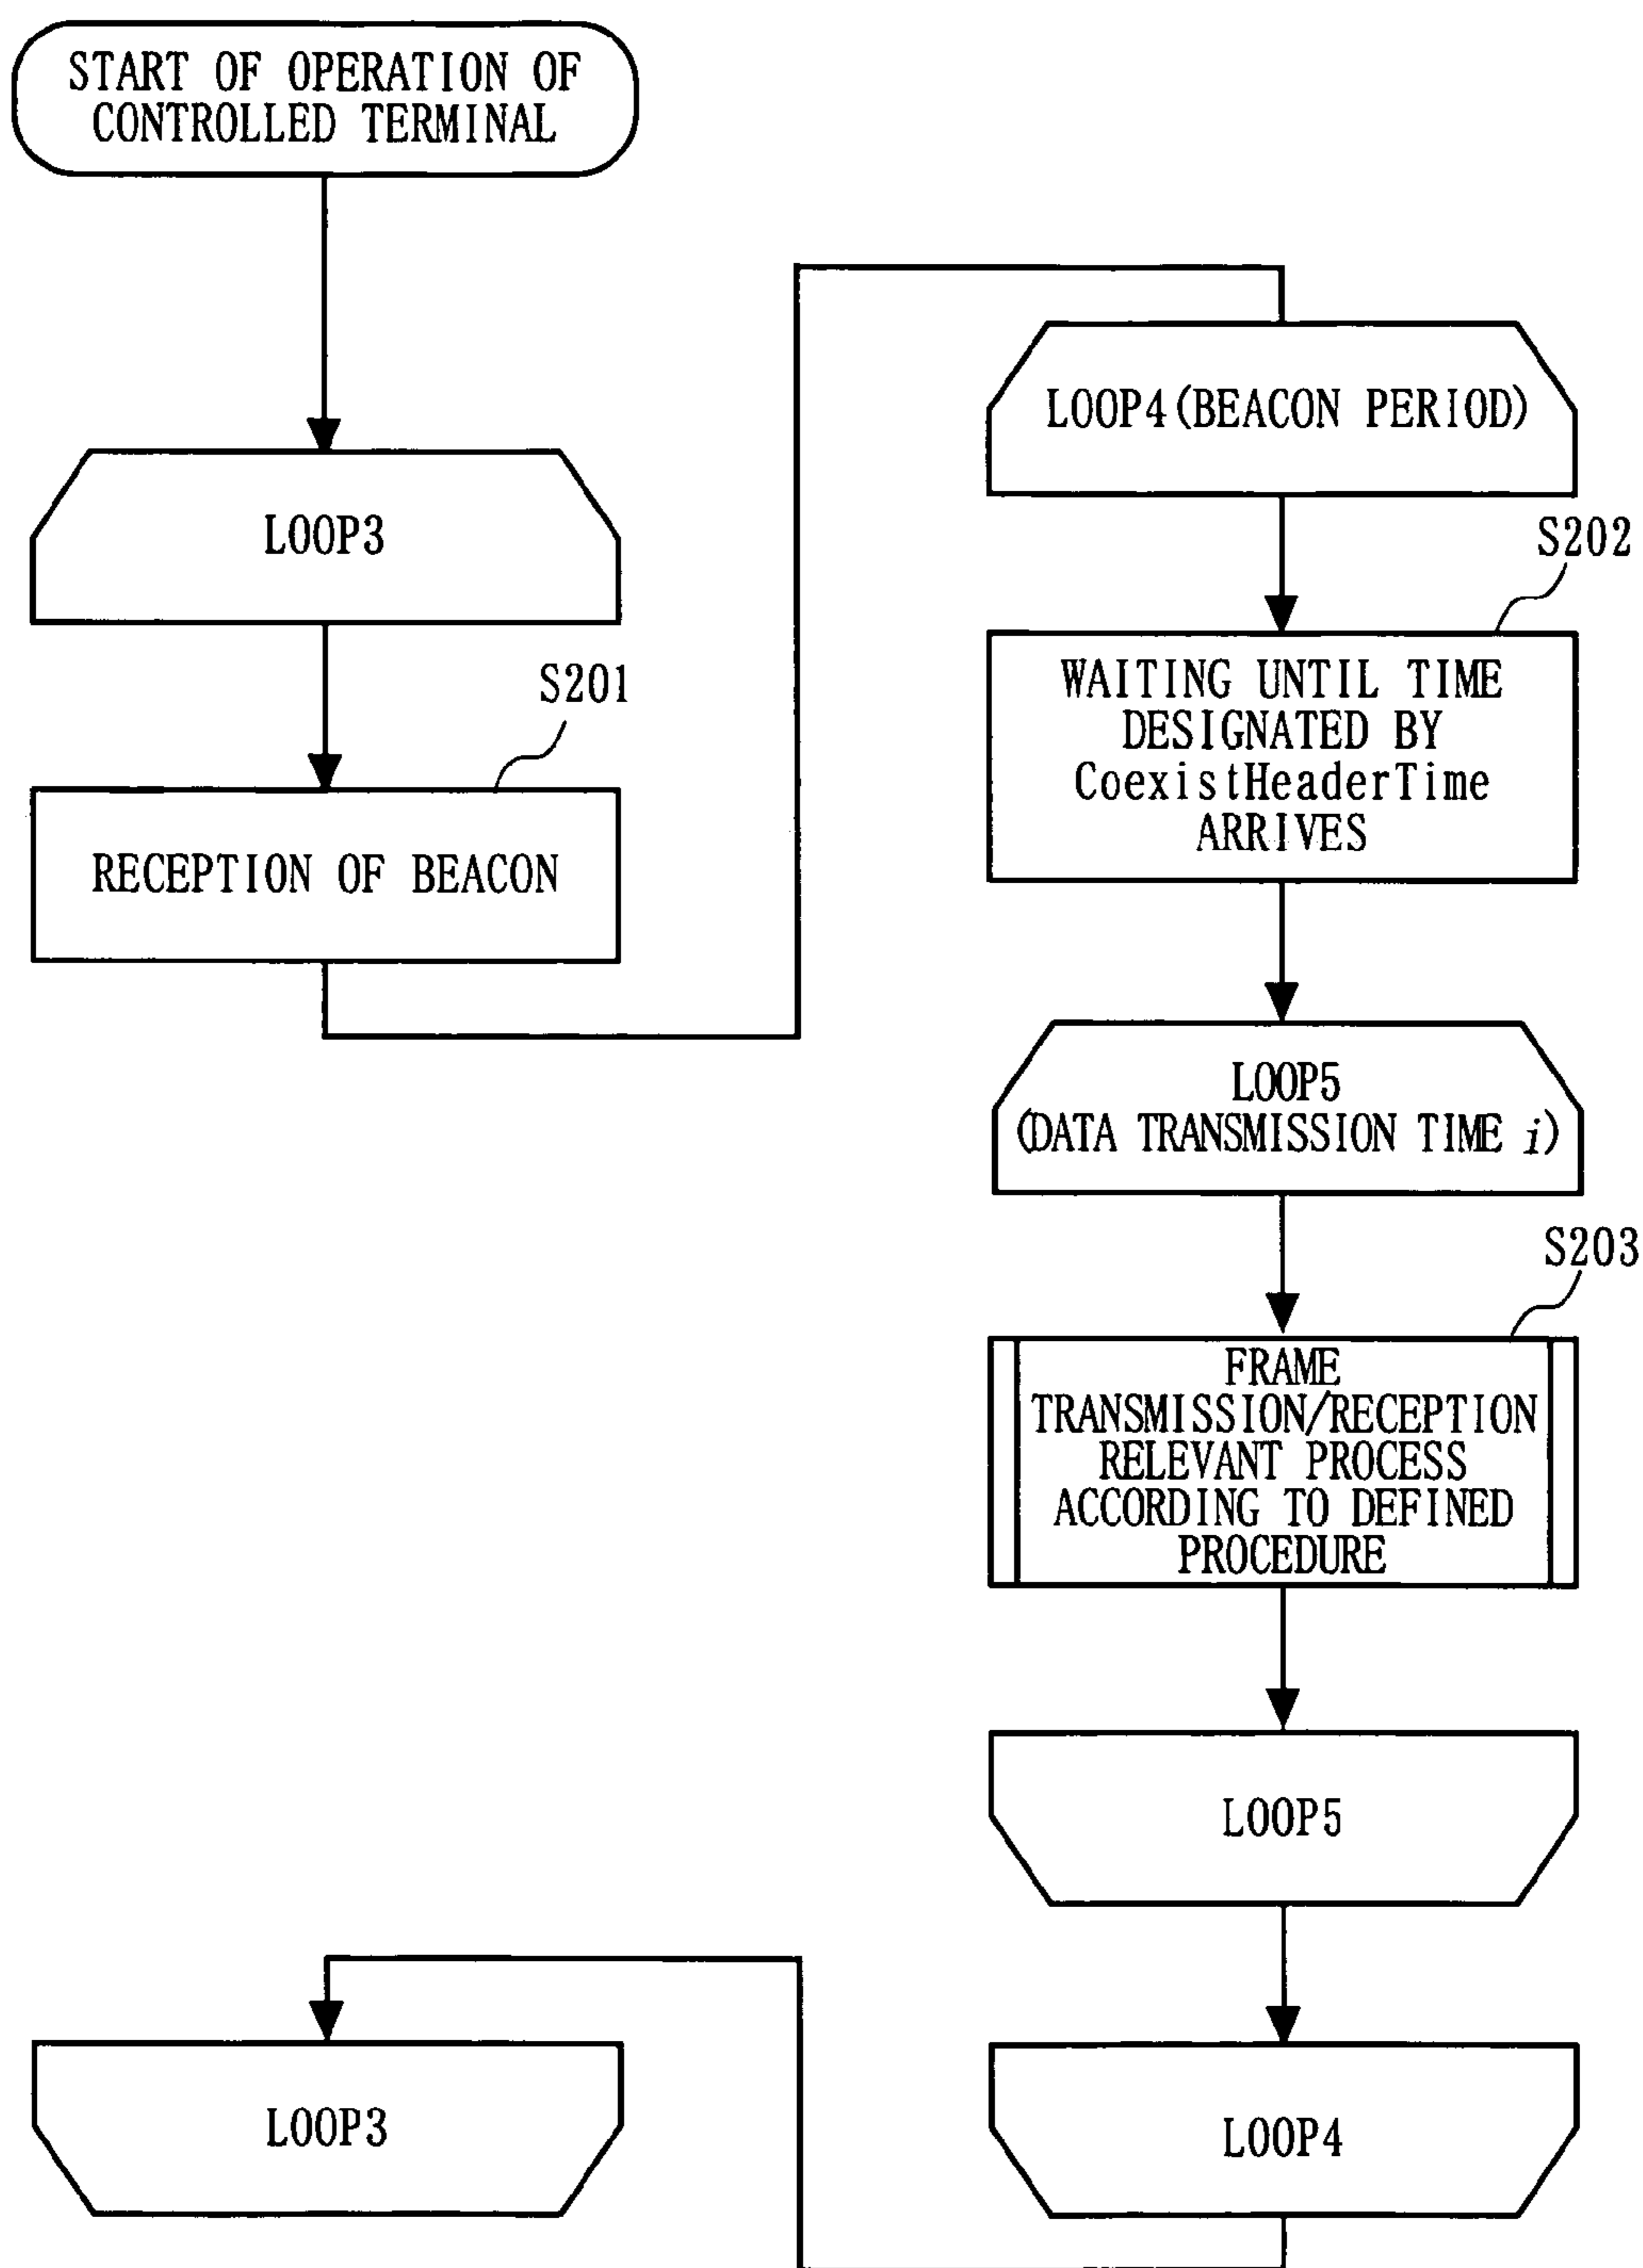 START OF OPERATION OF
CONTROLLED TERMINAL
LOOP3
S201
RECEPTION OF BEACON
LOOP4(BEACON PERIOD)
S202
WAITING UNTIL TIME
DESIGNATED BY
CoexistHeaderTime
ARRIVES
LOOP5
(DATA TRANSMISSION TIME i)
S203
FRAME
TRANSMISSION/RECEPTION
RELEVANT PROCESS
ACCORDING TO DEFINED
PROCEDURE
LOOP5
LOOP4
LOOP3